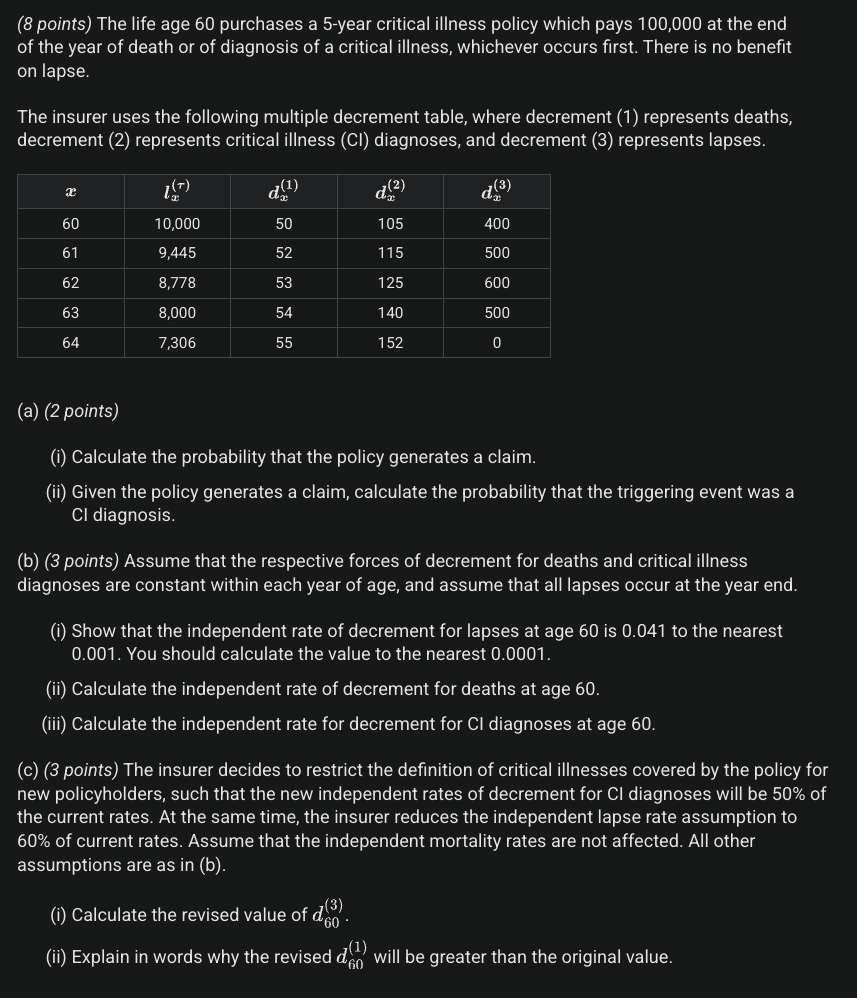 (8 points) The life age 60 purchases a 5-year critical illness policy which pays 100,000 at the end
of the year of death or of diagnosis of a critical illness, whichever occurs first. There is no benefit
on lapse.
The insurer uses the following multiple decrement table, where decrement (1) represents deaths,
decrement (2) represents critical illness (CI) diagnoses, and decrement (3) represents lapses.
x l_x^{(τ)} d_x^{(1)} d_x^{(2)} d_x^{(3)}
60 10,000 50 105 400
61 9,445 52 115 500
62 8,778 53 125 600
63 8,000 54 140 500
64 7,306 55 152 0
(a) (2 points)
(i) Calculate the probability that the policy generates a claim.
(ii) Given the policy generates a claim, calculate the probability that the triggering event was a
CI diagnosis.
(b) (3 points) Assume that the respective forces of decrement for deaths and critical illness
diagnoses are constant within each year of age, and assume that all lapses occur at the year end.
(i) Show that the independent rate of decrement for lapses at age 60 is 0.041 to the nearest
0.001. You should calculate the value to the nearest 0.0001.
(ii) Calculate the independent rate of decrement for deaths at age 60.
(iii) Calculate the independent rate for decrement for CI diagnoses at age 60.
(c) (3 points) The insurer decides to restrict the definition of critical illnesses covered by the policy for
new policyholders, such that the new independent rates of decrement for CI diagnoses will be 50% of
the current rates. At the same time, the insurer reduces the independent lapse rate assumption to
60% of current rates. Assume that the independent mortality rates are not affected. All other
assumptions are as in (b).
(i) Calculate the revised value of d_{60}^{(3)}.
(ii) Explain in words why the revised d_{60}^{(1)} will be greater than the original value.